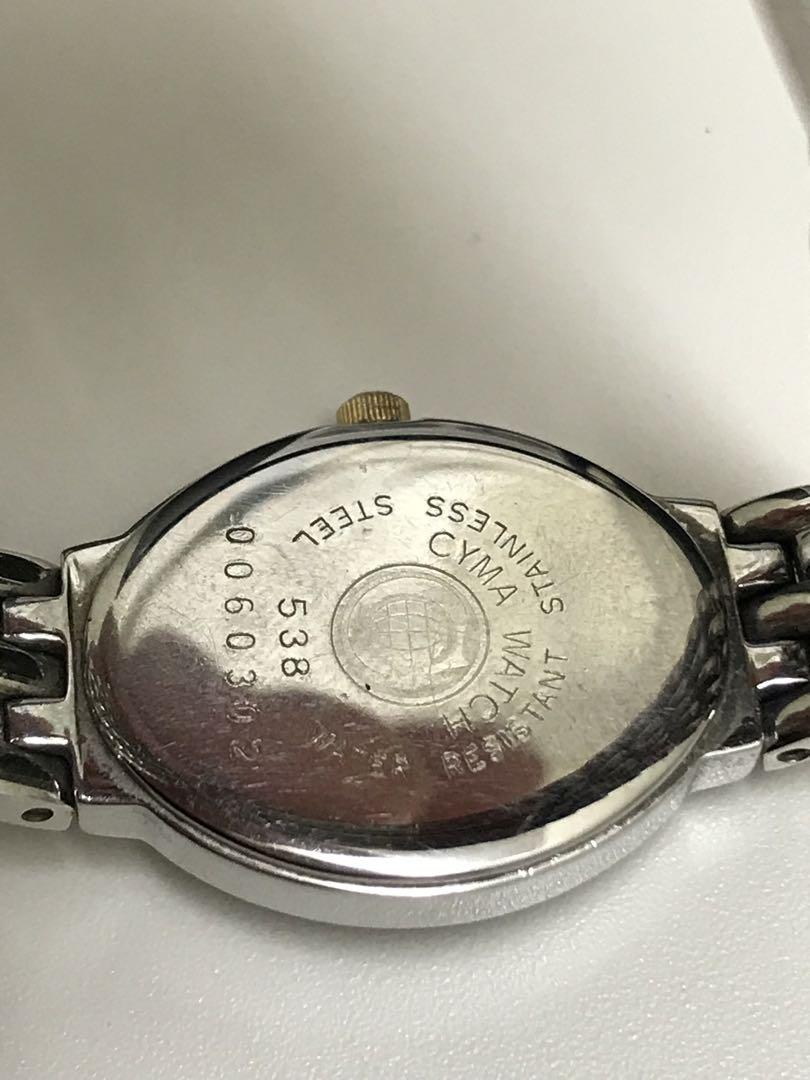 STAINLESS STEEL
CYMA WATCH
RESISTANT
538
0060302